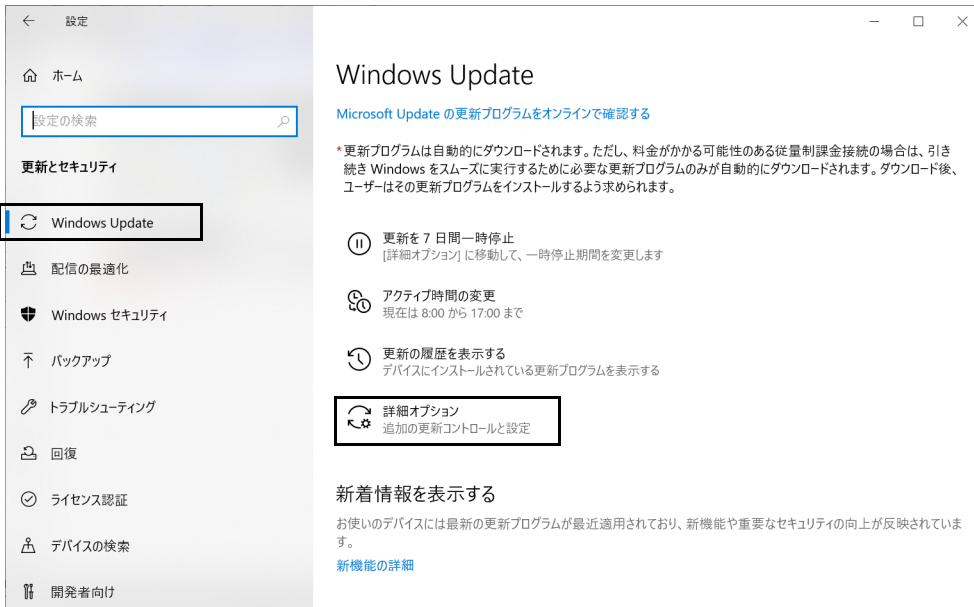 設定
ホーム
設定の検索
更新とセキュリティ
Windows Update
配信の最適化
Windows セキュリティ
バックアップ
トラブルシューティング
回復
ライセンス認証
デバイスの検索
開発者向け
Windows Update
Microsoft Update の更新プログラムをオンラインで確認する
*更新プログラムは自動的にダウンロードされます。ただし、料金がかかる可能性のある従量制課金接続の場合は、引き
続き Windows をスムーズに実行するために必要な更新プログラムのみが自動的にダウンロードされます。ダウンロード後、
ユーザーはその更新プログラムをインストールするよう求められます。
更新を 7 日間一時停止
[詳細オプション] に移動して、一時停止期間を変更します
アクティブ時間の変更
現在は 8:00 から 17:00 まで
更新の履歴を表示する
デバイスにインストールされている更新プログラムを表示する
詳細オプション
追加の更新コントロールと設定
新着情報を表示する
お使いのデバイスには最新の更新プログラムが最近適用されており、新機能や重要なセキュリティの向上が反映されていま
す。
新機能の詳細